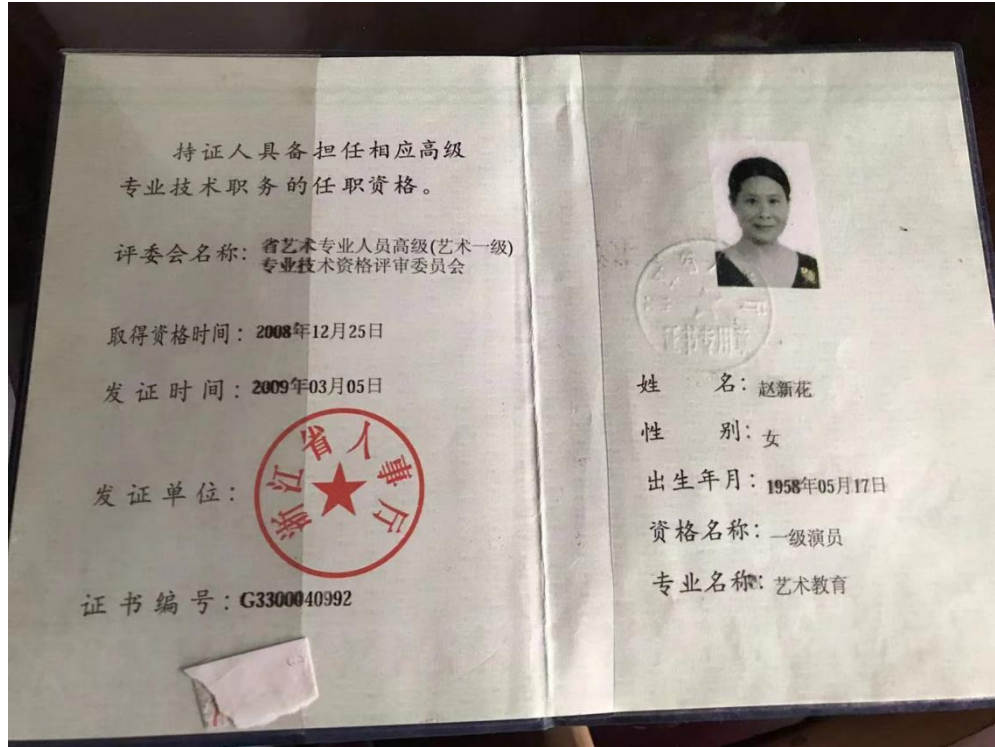 持证人具备担任相应高级
专业技术职务的任职资格。
评委会名称：省艺术专业人员高级(艺术一级)
专业技术资格评审委员会
取得资格时间：2008年12月25日
发证时间：2009年03月05日
发证单位：
浙江省人事厅
证书编号：G3300040992
证书专用章
姓名：赵新花
性别：女
出生年月：1958年05月17日
资格名称：一级演员
专业名称：艺术教育